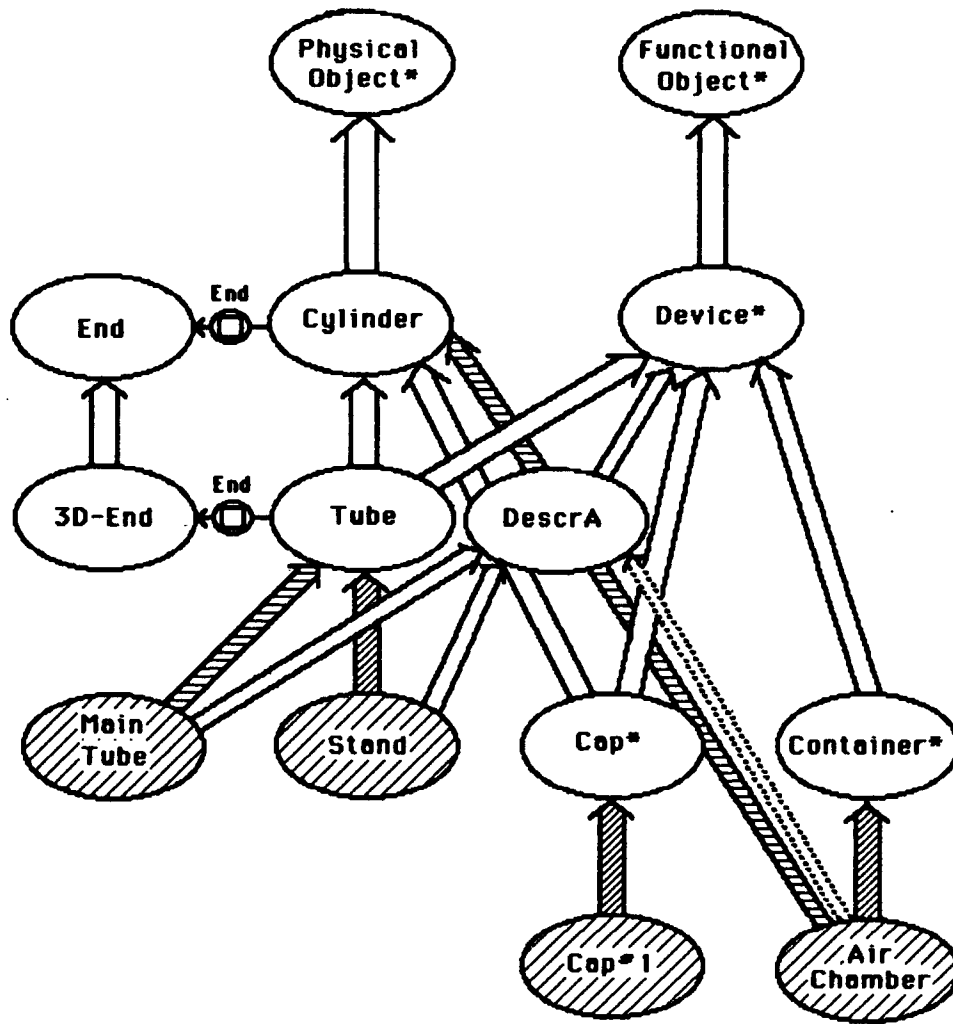 Physical
Object*
Functional
Object*
End
End
Cylinder
Device*
End
3D-End
Tube
DescrA
Main
Tube
Stand
Cap*
Container*
Cap#1
Air
Chamber